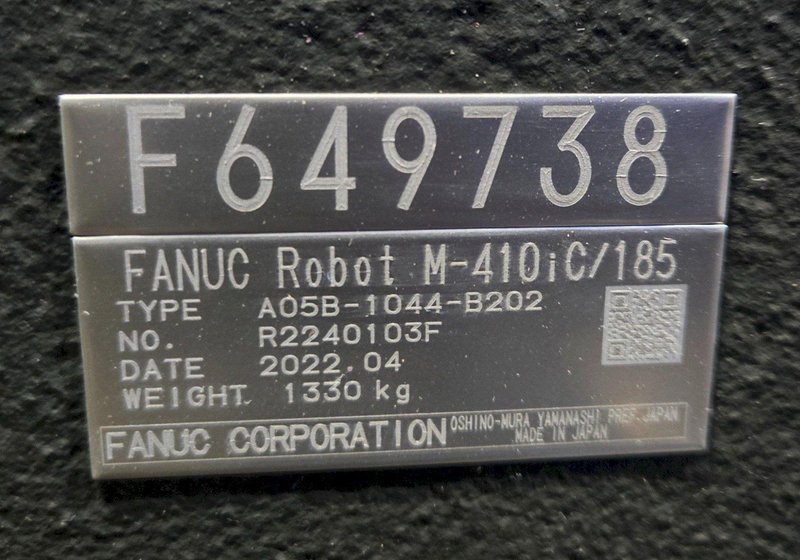 F649738
FANUC Robot M-410iC/185
TYPE A05B-1044-B202
NO. R2240103F
DATE 2022.04
WEIGHT 1330 kg
FANUC CORPORATION OSHINO-MURA YAMANASHI PREF. JAPAN
MADE IN JAPAN